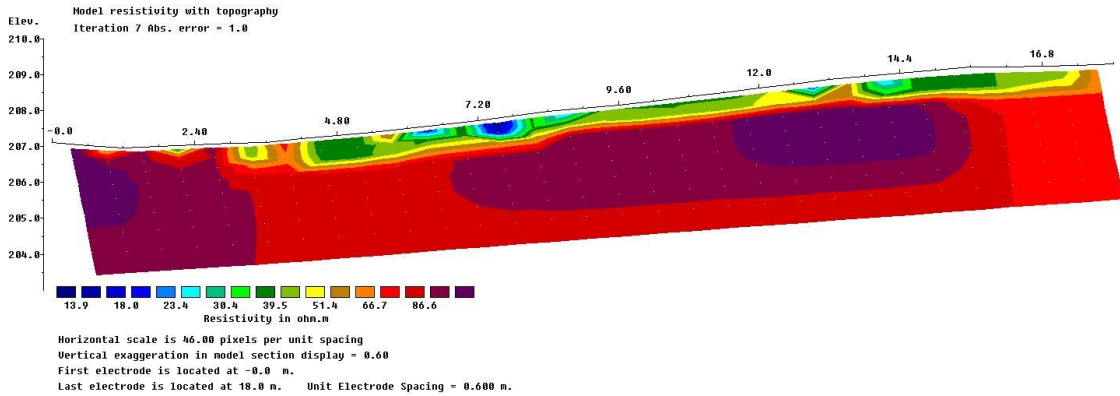 Model resistivity with topography
Elev.
Iteration 7 Abs. error = 1.0
210.0
209.0
208.0
207.0
206.0
205.0
204.0
-0.0 2.40 4.80 7.20 9.60 12.0 14.4 16.8
13.9 18.0 23.4 30.4 39.5 51.4 66.7 86.6
Resistivity in ohm.m
Horizontal scale is 46.00 pixels per unit spacing
Vertical exaggeration in model section display = 0.60
First electrode is located at -0.0 m.
Last electrode is located at 18.0 m. Unit Electrode Spacing = 0.600 m.